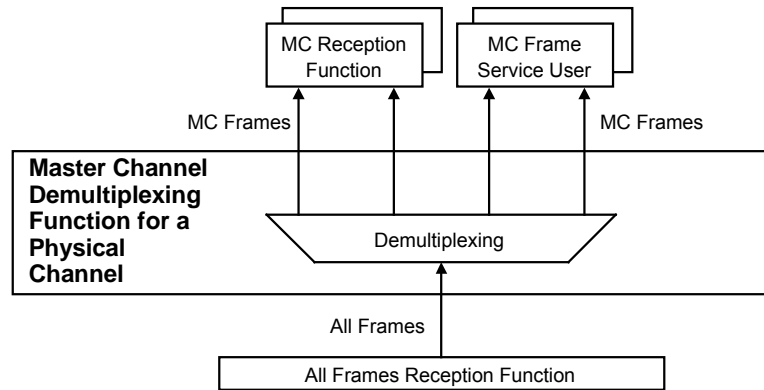 MC Reception
Function
MC Frame
Service User
MC Frames
MC Frames
Master Channel
Demultiplexing
Function for a
Physical
Channel
Demultiplexing
All Frames
All Frames Reception Function